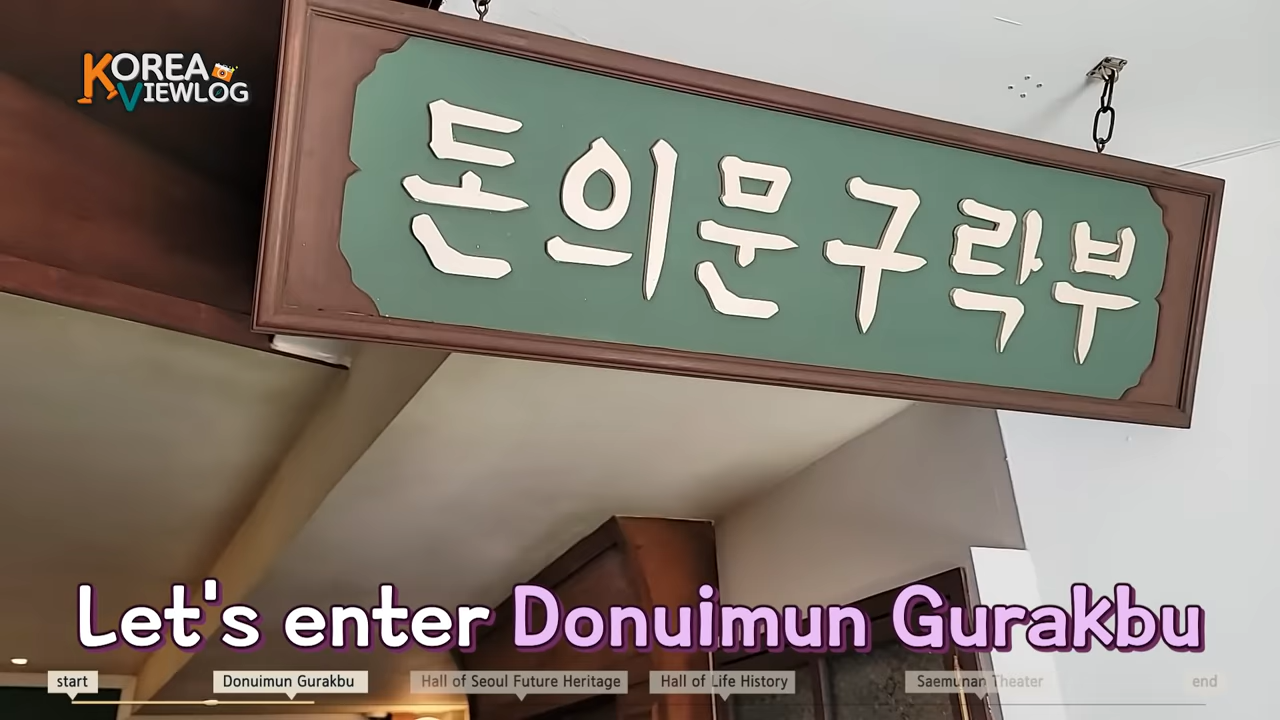 KOREA
VIEWLOG
돈의문구락부
Let's enter Donuimun Gurakbu
start Donuimun Gurakbu Hall of Seoul Future Heritage Hall of Life History Saemunan Theater end